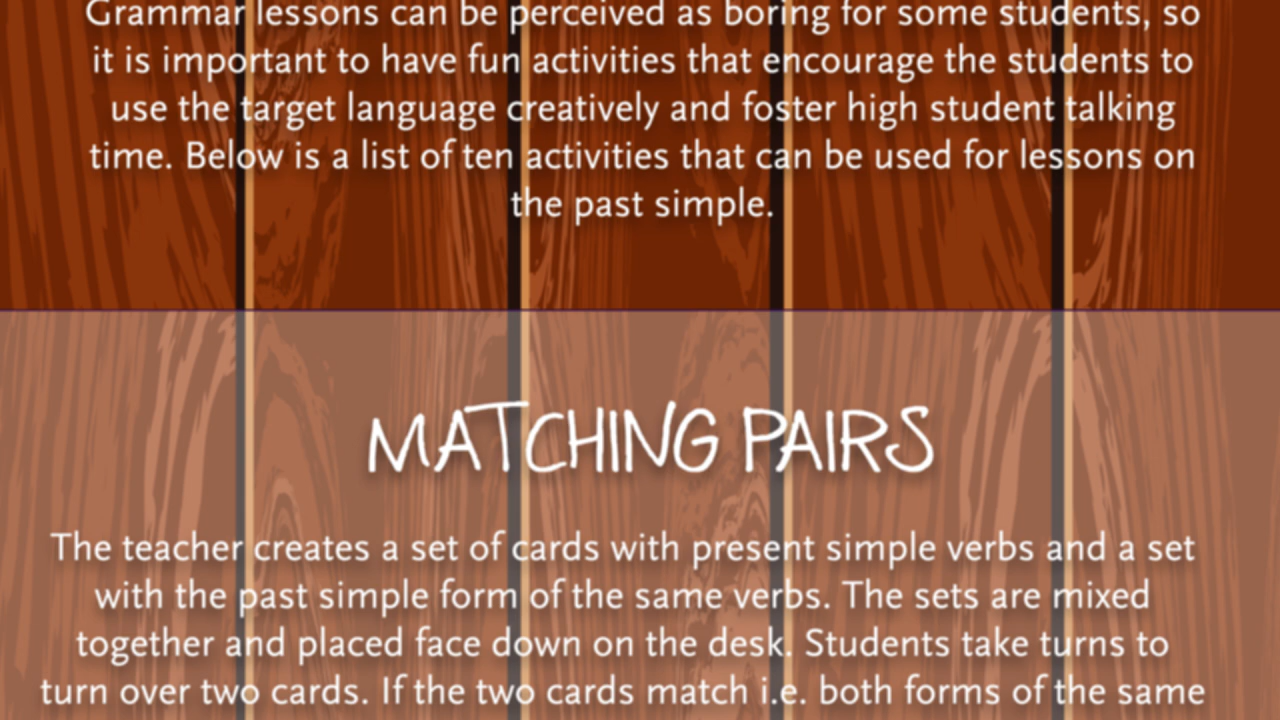 Grammar lessons can be perceived as boring for some students, so
it is important to have fun activities that encourage the students to
use the target language creatively and foster high student talking
time. Below is a list of ten activities that can be used for lessons on
the past simple.
MATCHING PAIRS
The teacher creates a set of cards with present simple verbs and a set
with the past simple form of the same verbs. The sets are mixed
together and placed face down on the desk. Students take turns to
turn over two cards. If the two cards match i.e. both forms of the same